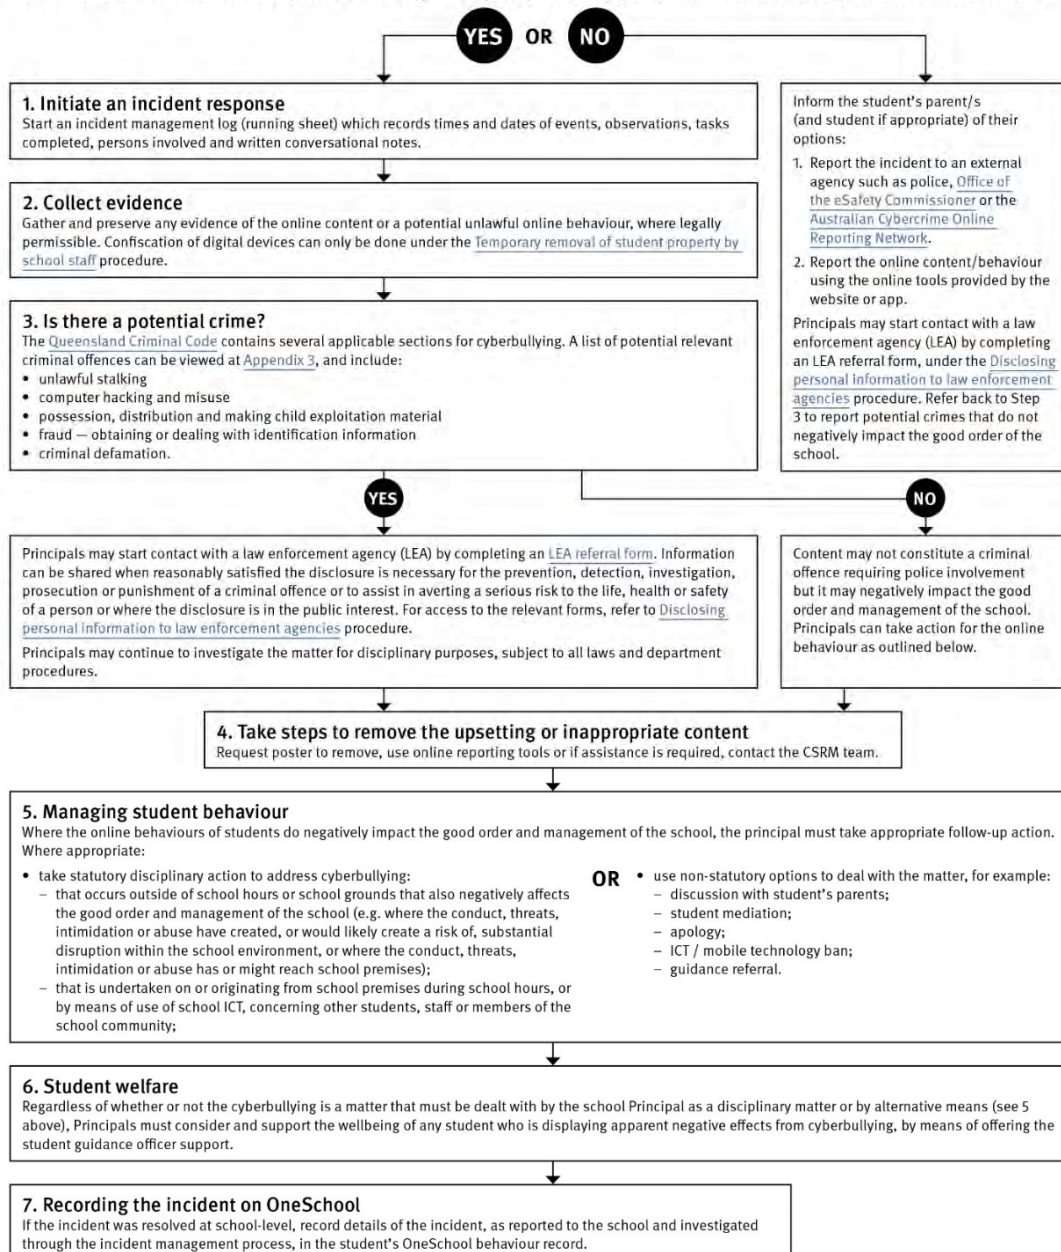 YES OR NO
1. Initiate an incident response
Start an incident management log (running sheet) which records times and dates of events, observations, tasks
completed, persons involved and written conversational notes.
2. Collect evidence
Gather and preserve any evidence of the online content or a potential unlawful online behaviour, where legally
permissible. Confiscation of digital devices can only be done under the Temporary removal of student property by
school staff procedure.
3. Is there a potential crime?
The Queensland Criminal Code contains several applicable sections for cyberbullying. A list of potential relevant
criminal offences can be viewed at Appendix 3, and include:
• unlawful stalking
• computer hacking and misuse
• possession, distribution and making child exploitation material
• fraud — obtaining or dealing with identification information
• criminal defamation.
Inform the student's parent/s
(and student if appropriate) of their
options:
1. Report the incident to an external
agency such as police, Office of
the eSafety Commissioner or the
Australian Cybercrime Online
Reporting Network.
2. Report the online content/behaviour
using the online tools provided by the
website or app.
Principals may start contact with a law
enforcement agency (LEA) by completing
an LEA referral form, under the Disclosing
personal information to law enforcement
agencies procedure. Refer back to Step
3 to report potential crimes that do not
negatively impact the good order of the
school.
YES
NO
Principals may start contact with a law enforcement agency (LEA) by completing an LEA referral form. Information
can be shared when reasonably satisfied the disclosure is necessary for the prevention, detection, investigation,
prosecution or punishment of a criminal offence or to assist in averting a serious risk to the life, health or safety
of a person or where the disclosure is in the public interest. For access to the relevant forms, refer to Disclosing
personal information to law enforcement agencies procedure.
Principals may continue to investigate the matter for disciplinary purposes, subject to all laws and department
procedures.
Content may not constitute a criminal
offence requiring police involvement
but it may negatively impact the good
order and management of the school.
Principals can take action for the online
behaviour as outlined below.
4. Take steps to remove the upsetting or inappropriate content
Request poster to remove, use online reporting tools or if assistance is required, contact the CSRM team.
5. Managing student behaviour
Where the online behaviours of students do negatively impact the good order and management of the school, the principal must take appropriate follow-up action.
Where appropriate:
• take statutory disciplinary action to address cyberbullying:
– that occurs outside of school hours or school grounds that also negatively affects
the good order and management of the school (e.g. where the conduct, threats,
intimidation or abuse have created, or would likely create a risk of, substantial
disruption within the school environment, or where the conduct, threats,
intimidation or abuse has or might reach school premises);
– that is undertaken on or originating from school premises during school hours, or
by means of use of school ICT, concerning other students, staff or members of the
school community;
OR
• use non-statutory options to deal with the matter, for example:
– discussion with student's parents;
– student mediation;
– apology;
– ICT / mobile technology ban;
– guidance referral.
6. Student welfare
Regardless of whether or not the cyberbullying is a matter that must be dealt with by the school Principal as a disciplinary matter or by alternative means (see 5
above), Principals must consider and support the wellbeing of any student who is displaying apparent negative effects from cyberbullying, by means of offering the
student guidance officer support.
7. Recording the incident on OneSchool
If the incident was resolved at school-level, record details of the incident, as reported to the school and investigated
through the incident management process, in the student's OneSchool behaviour record.